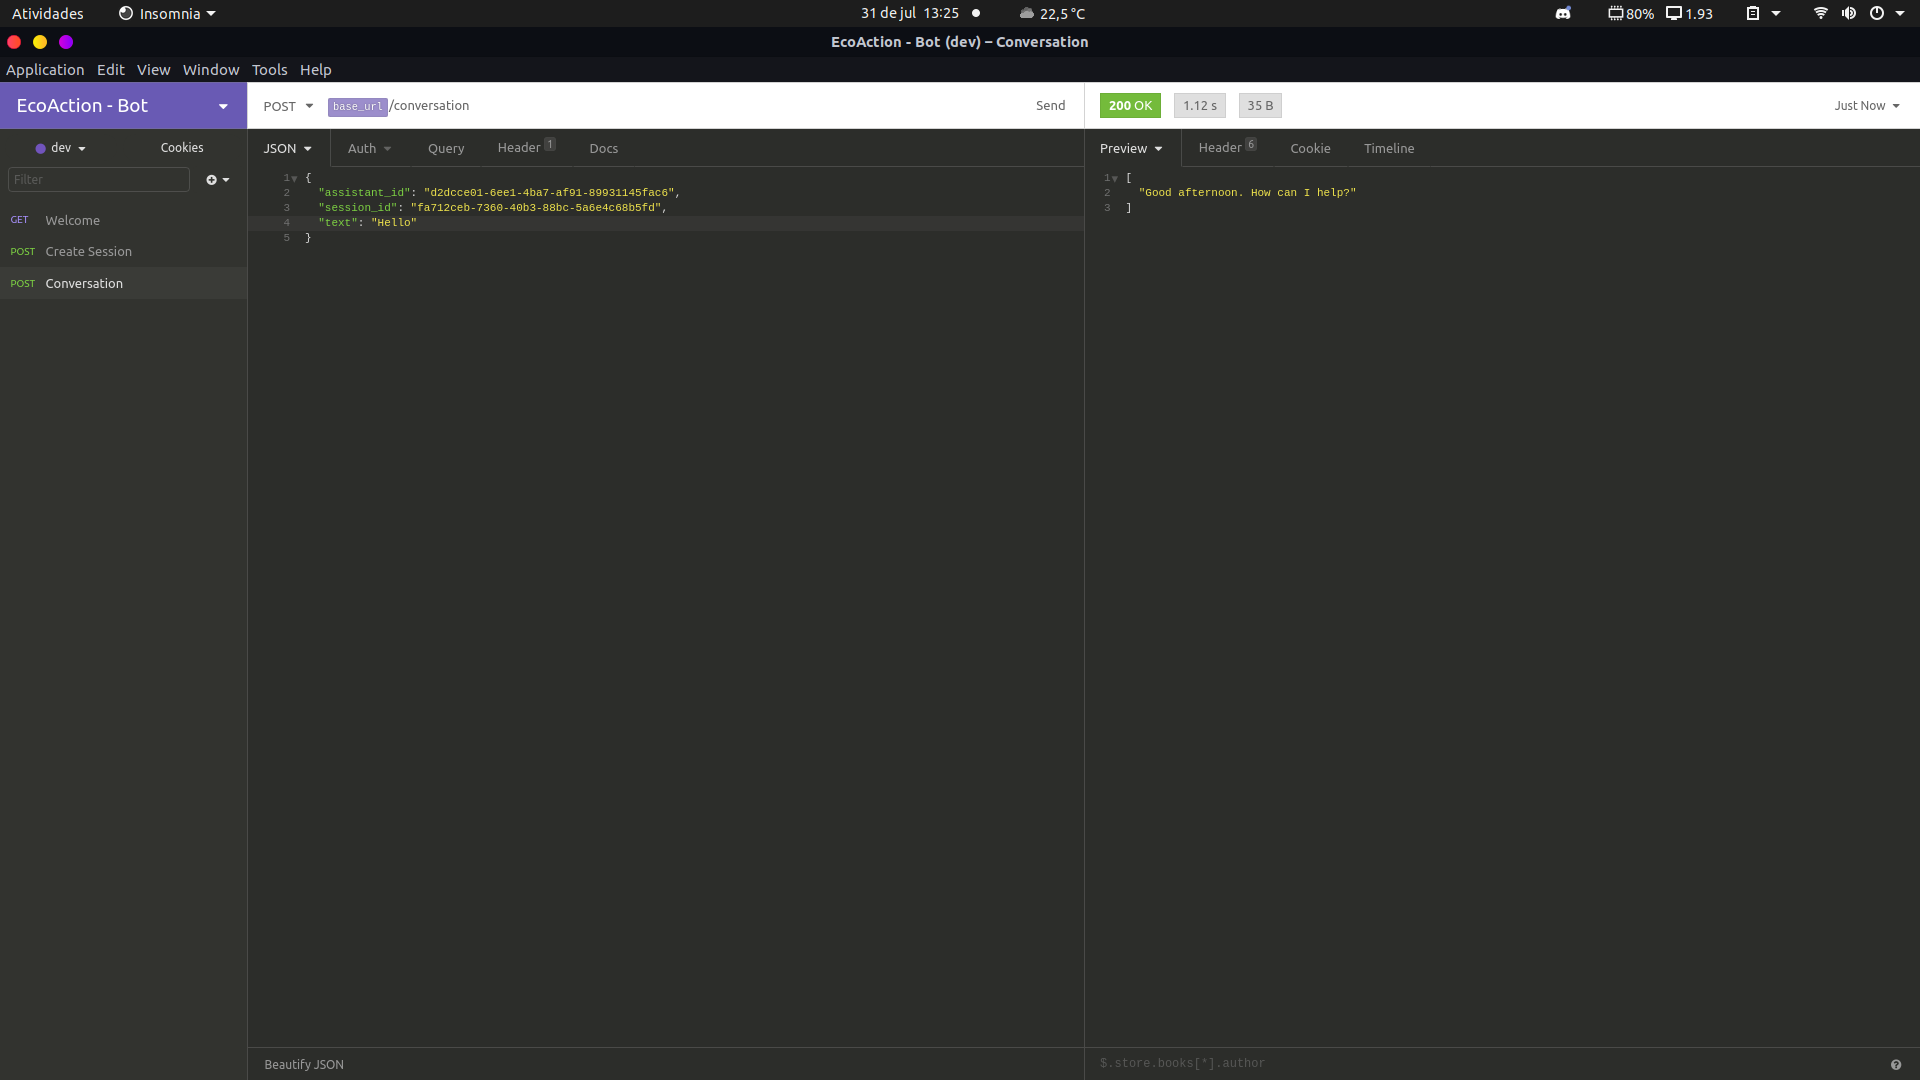 Atividades Insomnia 31 de jul 13:25 22,5 °C 80% 1.93
EcoAction - Bot (dev) – Conversation
Application Edit View Window Tools Help
EcoAction - Bot POST base_url/conversation Send 200 OK 1.12 s 35 B Just Now
dev Cookies JSON Auth Query Header 1 Docs Preview Header 6 Cookie Timeline
Filter
GET Welcome
POST Create Session
POST Conversation
1 {
2 "assistant_id": "d2dcce01-6ee1-4ba7-af91-89931145fac6",
3 "session_id": "fa712ceb-7360-40b3-88bc-5a6e4c68b5fd",
4 "text": "Hello"
5 }
1 [
2 "Good afternoon. How can I help?"
3 ]
Beautify JSON $.store.books[*].author